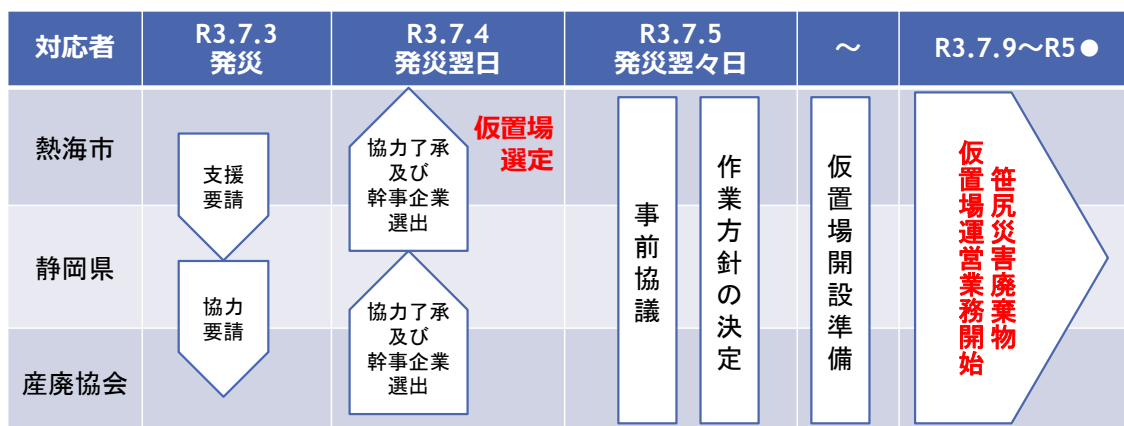 対応者
R3.7.3
発災
R3.7.4
発災翌日
R3.7.5
発災翌々日
～
R3.7.9～R5●
熱海市
静岡県
産廃協会
支援
要請
協力
要請
協力了承
及び
幹事企業
選出
仮置場
選定
協力了承
及び
幹事企業
選出
事前協議
作業方針の決定
仮置場開設準備
笹尻災害廃棄物
仮置場運営業務開始